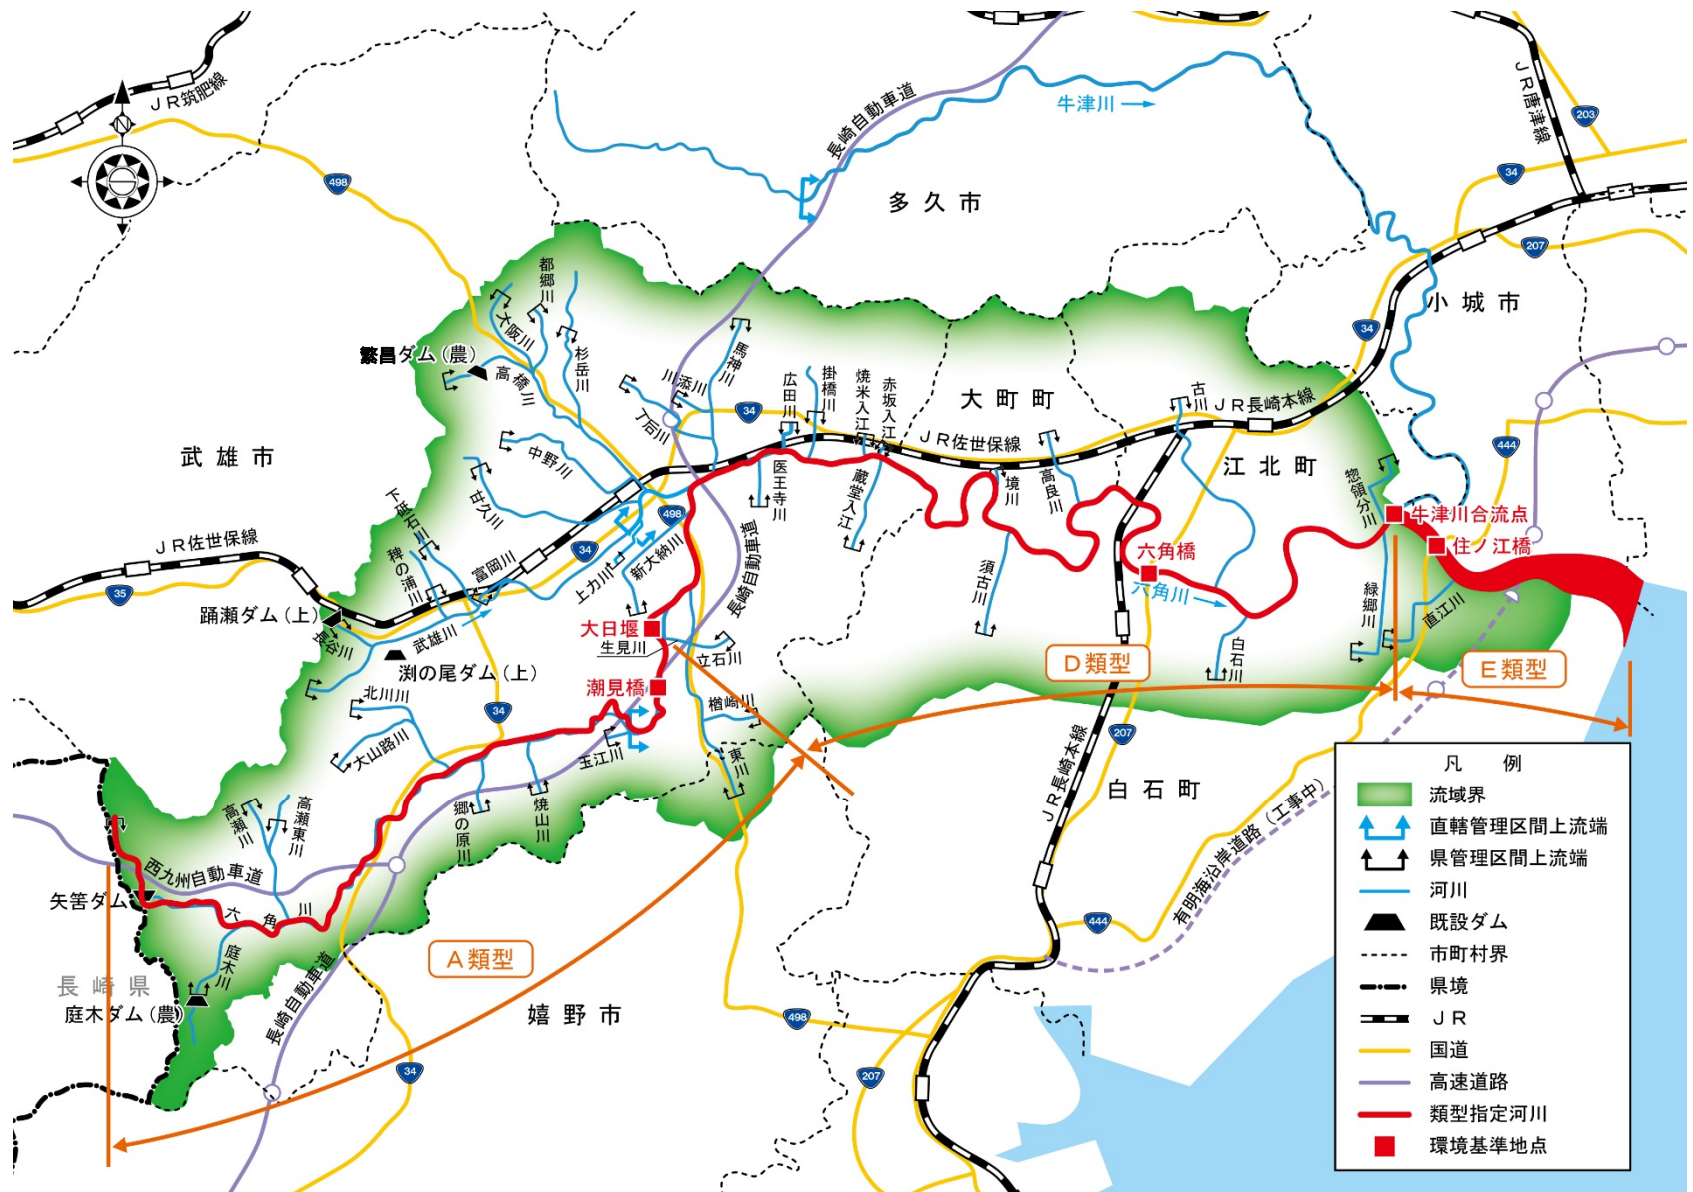 ＪＲ筑肥線
N
498
長崎自動車道
牛津川
ＪＲ唐津線
203
34
多久市
207
小城市
都郷川
大阪川
繁昌ダム(農)
高橋川
杉岳川
馬神川
川添川
丁后川
34
広田川
掛橋川
焼米入江
赤坂入江
大町町
古川
ＪＲ長崎本線
34
444
武雄市
中野川
甘久川
下砥石川
ＪＲ佐世保線
医王寺川
蔵堂入江
境川
高良川
江北町
惣領分川
牛津川合流点
住ノ江橋
ＪＲ佐世保線
35
稗の浦川
富岡川
34
498
上力川
新大納川
長崎自動車道
須古川
六角橋
六角川
緑郷川
直江川
踊瀬ダム(上)
長谷川
武雄川
大日堰
生見川
立石川
白石川
D類型
E類型
渕の尾ダム(上)
潮見橋
北川川
34
楢崎川
大山路川
玉江川
東川
ＪＲ長崎本線
207
白石町
有明海沿岸道路(工事中)
高瀬川
高瀬東川
郷の原川
焼山川
西九州自動車道
矢筈ダム
六角川
庭木川
長崎県
庭木ダム(農)
長崎自動車道
A類型
嬉野市
444
498
34
207
凡例
流域界
直轄管理区間上流端
県管理区間上流端
河川
既設ダム
市町村界
県境
ＪＲ
国道
高速道路
類型指定河川
環境基準地点